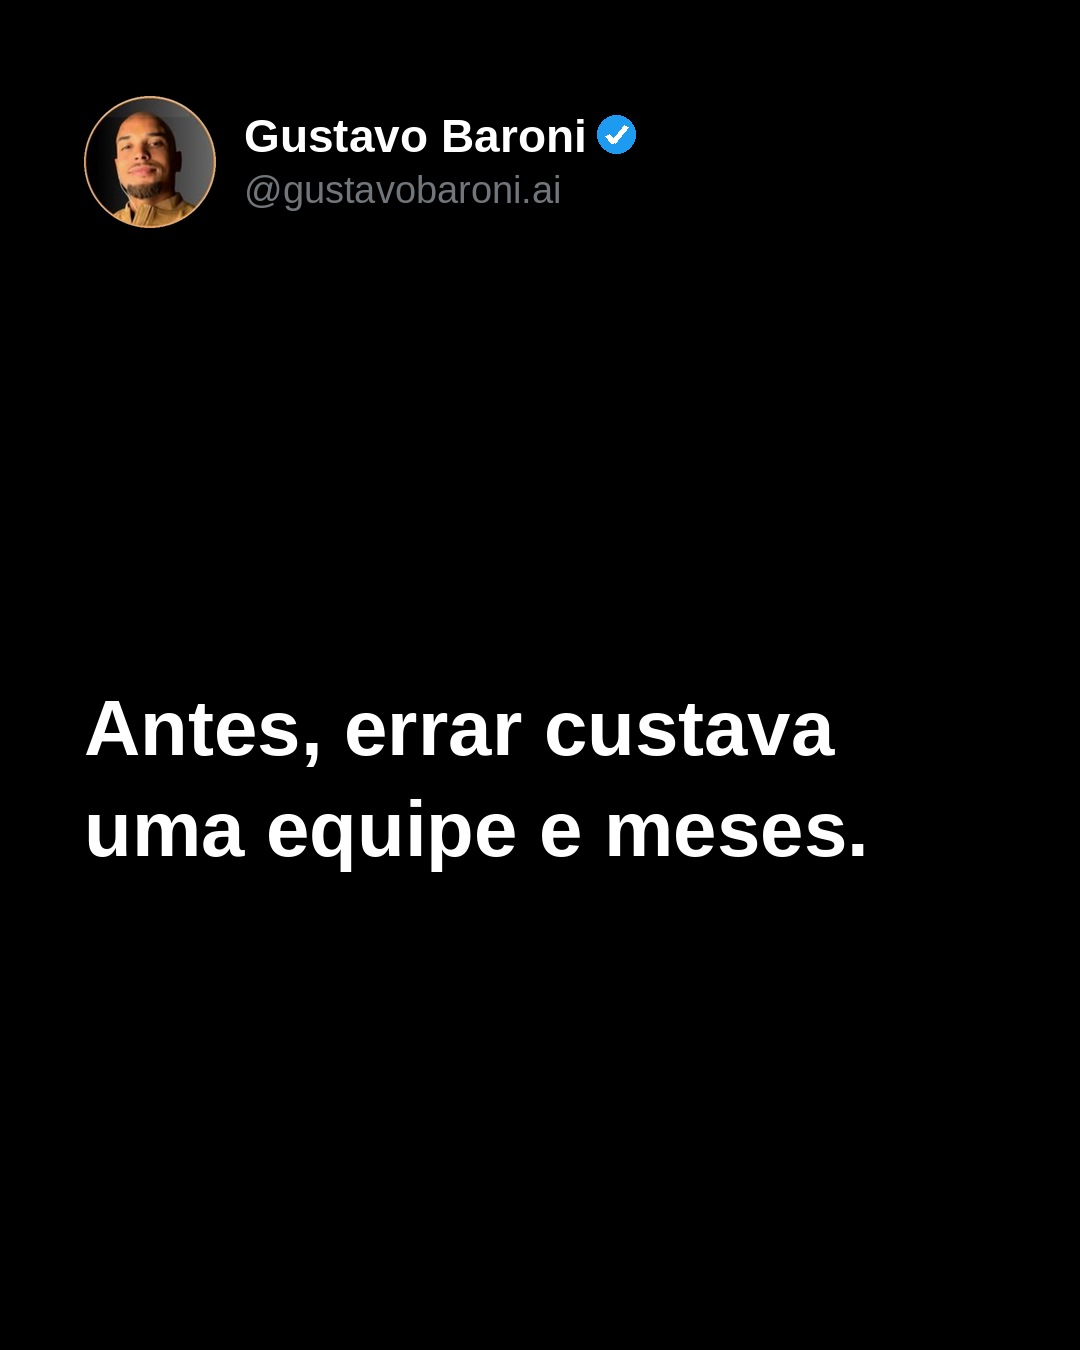 Gustavo Baroni
@gustavobaroni.ai
Antes, errar custava
uma equipe e meses.